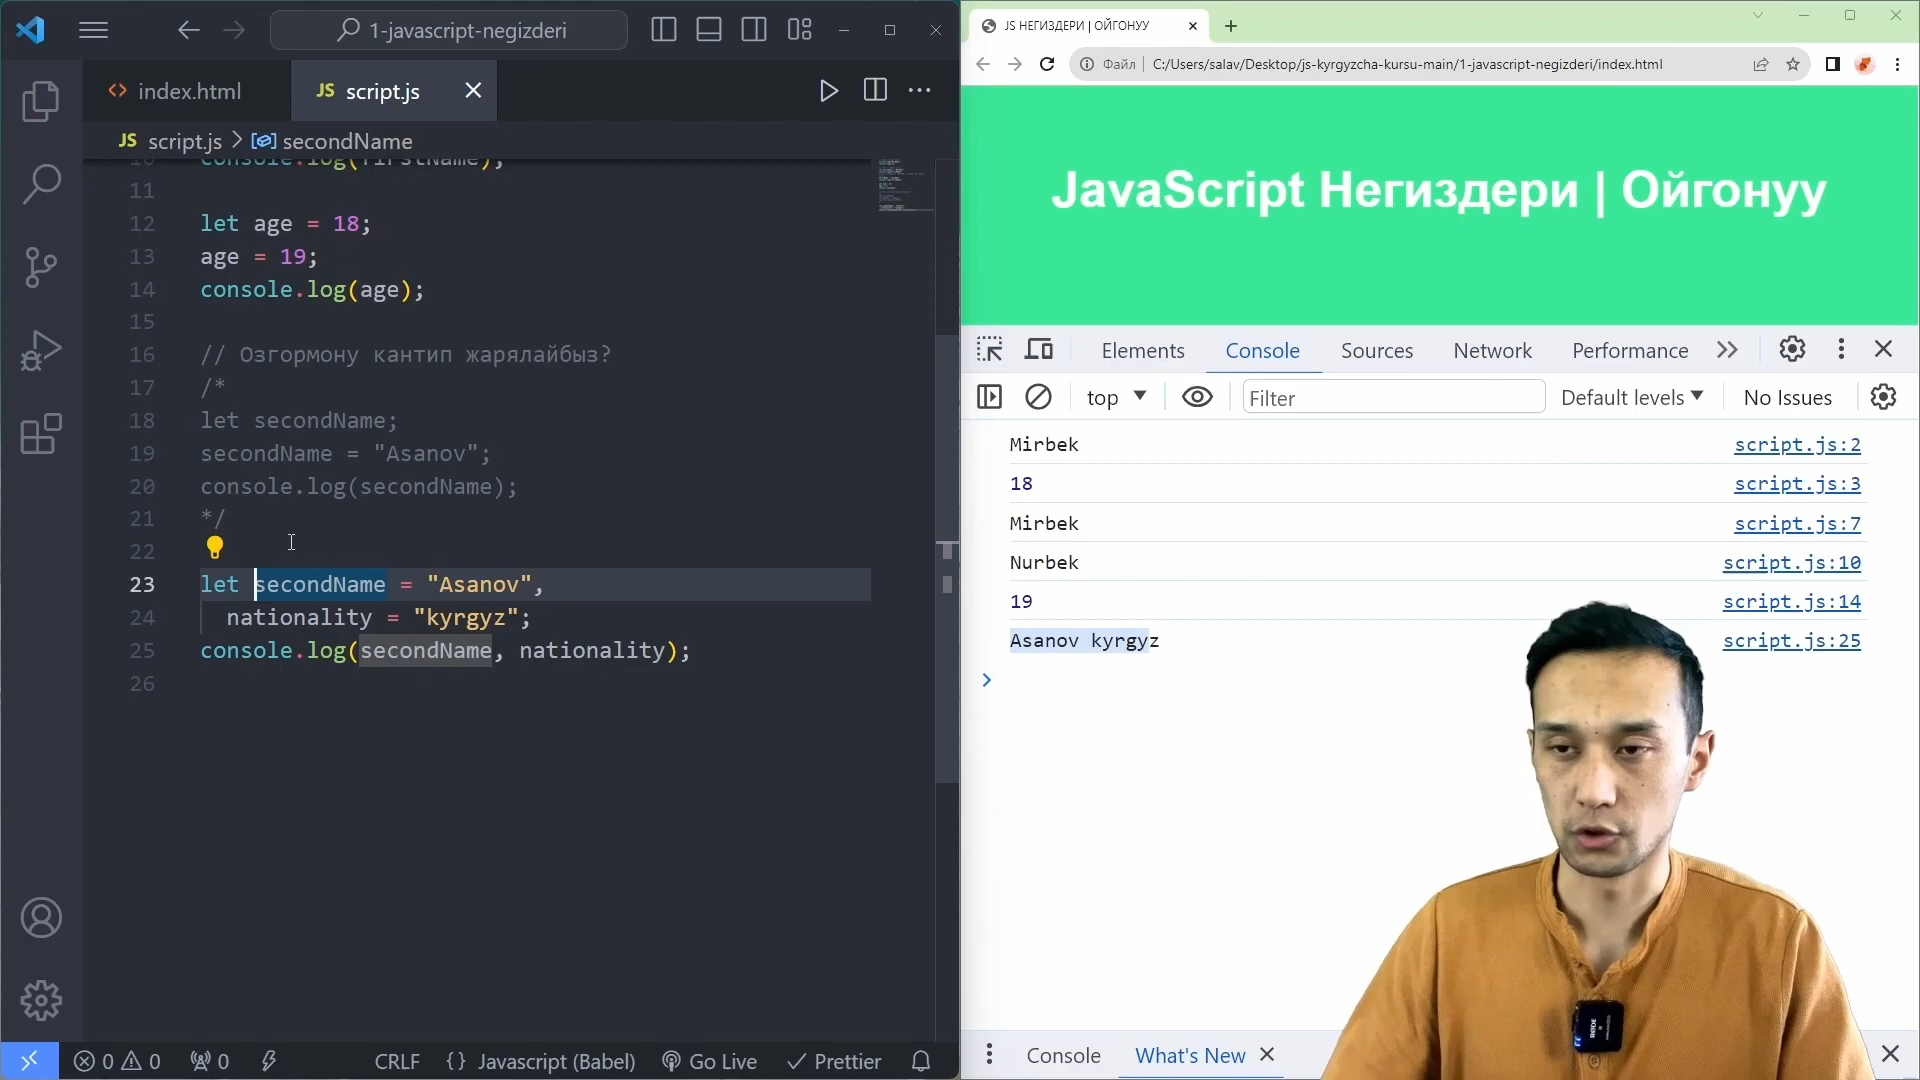 1-javascript-negizderi
index.html
JS script.js
JS script.js > secondName
10 console.log(firstName);
11
12 let age = 18;
13 age = 19;
14 console.log(age);
15
16 // Озгормону кантип жарялайбыз?
17 /*
18 let secondName;
19 secondName = "Asanov";
20 console.log(secondName);
21 */
22
23 let secondName = "Asanov",
24 nationality = "kyrgyz";
25 console.log(secondName, nationality);
26
0 0 0 CRLF {} Javascript (Babel) Go Live Prettier
JS НЕГИЗДЕРИ | ОЙГОНУУ
Файл | C:/Users/salav/Desktop/js-kyrgyzcha-kursu-main/1-javascript-negizderi/index.html
JavaScript Негиздери | Ойгонуу
Elements Console Sources Network Performance
top Filter Default levels No Issues
Mirbek script.js:2
18 script.js:3
Mirbek script.js:7
Nurbek script.js:10
19 script.js:14
Asanov kyrgyz script.js:25
Console What's New
RODE